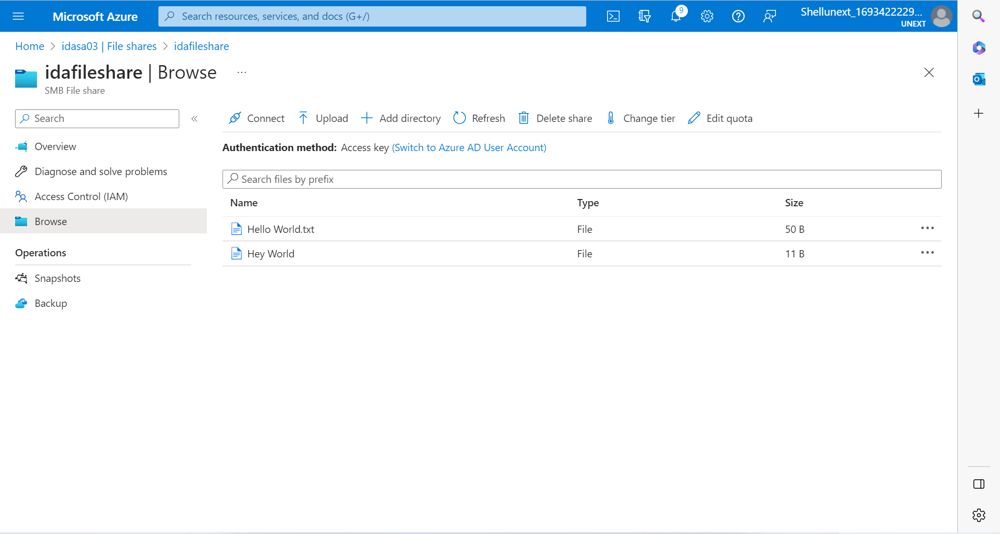 Microsoft Azure
Search resources, services, and docs (G+/)
9
Shellunext_1693422229...
UNEXT
Home > idasa03 | File shares > idafileshare
idafileshare | Browse ...
SMB File share
Search «
Connect Upload Add directory Refresh Delete share Change tier Edit quota
Overview
Diagnose and solve problems
Access Control (IAM)
Browse
Operations
Snapshots
Backup
Authentication method: Access key (Switch to Azure AD User Account)
Search files by prefix
Name Type Size
Hello World.txt File 50 B
Hey World File 11 B